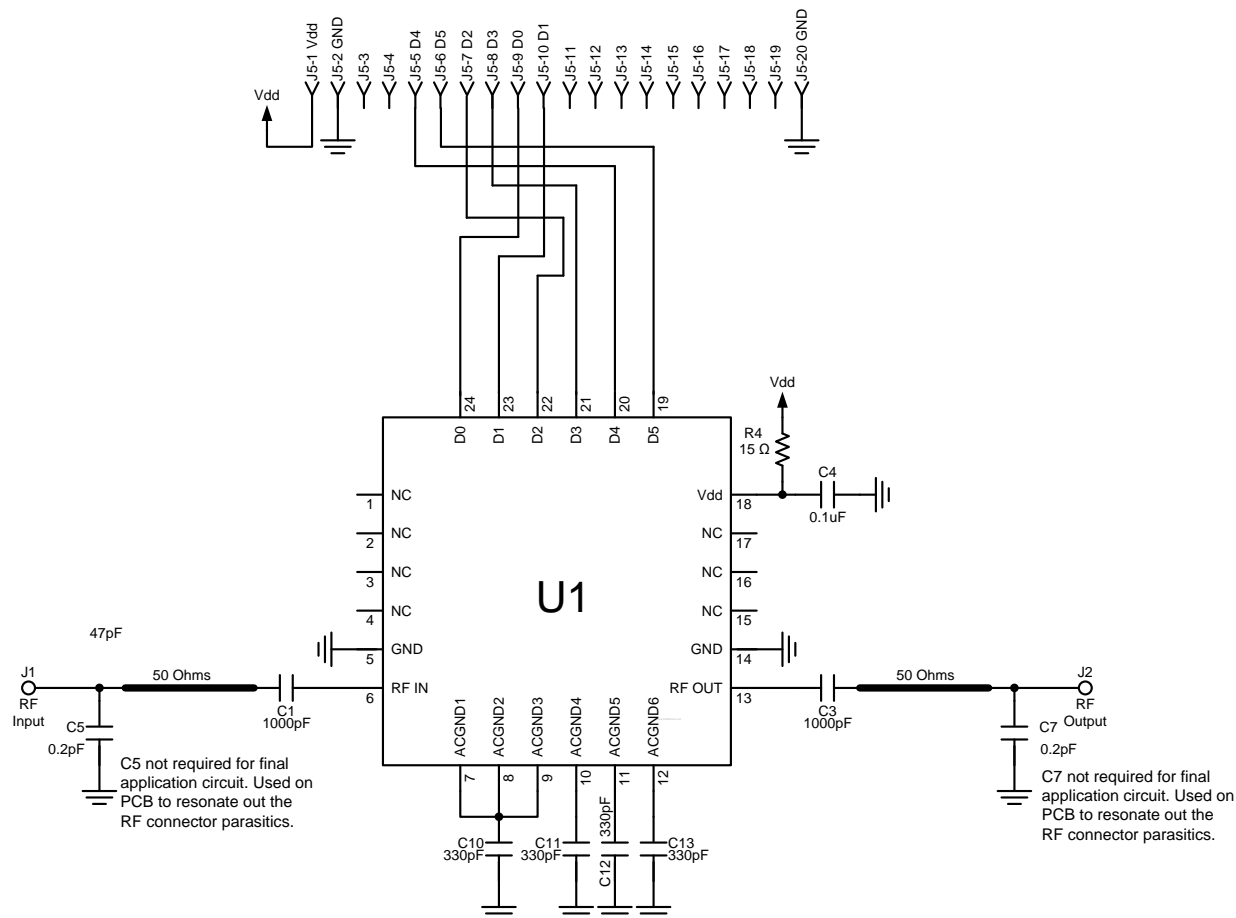 J5-1 Vdd
J5-2 GND
J5-3
J5-4
J5-5 D4
J5-6 D5
J5-7 D2
J5-8 D3
J5-9 D0
J5-10 D1
J5-11
J5-12
J5-13
J5-14
J5-15
J5-16
J5-17
J5-18
J5-19
J5-20 GND
Vdd
24
23
22
21
20
19
D0
D1
D2
D3
D4
D5
Vdd
R4
15 Ω
C4
0.1uF
NC
1
NC
2
NC
3
NC
4
GND
5
RF IN
6
U1
Vdd
18
NC
17
NC
16
NC
15
GND
14
RF OUT
13
47pF
J1
RF
Input
50 Ohms
C1
1000pF
C5
0.2pF
C5 not required for final
application circuit. Used on
PCB to resonate out the
RF connector parasitics.
ACGND1
ACGND2
ACGND3
ACGND4
ACGND5
ACGND6
7
8
9
10
11
12
C10
330pF
C11
330pF
330pF
C12
C13
330pF
C3
1000pF
50 Ohms
J2
RF
Output
C7
0.2pF
C7 not required for final
application circuit. Used on
PCB to resonate out the
RF connector parasitics.